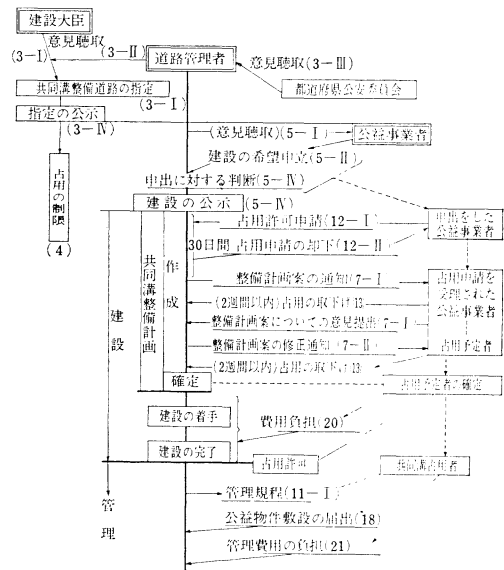 建設大臣
意見聴取
(3-Ⅰ)
(3-Ⅱ)
道路管理者
意見聴取(3-Ⅲ)
共同溝整備道路の指定
都道府県公安委員会
(3-Ⅰ)
指定の公示
(3-Ⅳ)
(意見聴取)(5-Ⅰ)
公益事業者
建設の希望申立(5-Ⅱ)
申出に対する判断(5-Ⅳ)
占用の制限
(4)
建設の公示
(5-Ⅳ)
占用許可申請(12-Ⅰ)
申出をした
公益事業者
30日間
占用申請の却下(12-Ⅱ)
建設
共同溝整備計画
作成
整備計画案の通知(7-Ⅰ)
占用申請を
受理された
公益事業者
(2週間以内)占用の取下け13
整備計画案についての意見提出(7-Ⅰ)
整備計画案の修正通知(7-Ⅱ)
占用予定者
(2週間以内)占用の取下け13
確定
占用予定者の確定
建設の着手
費用負担(20)
建設の完了
占用許可
共同溝占用者
管理
管理規程(11-Ⅰ)
公益物件敷設の届出(18)
管理費用の負担(21)